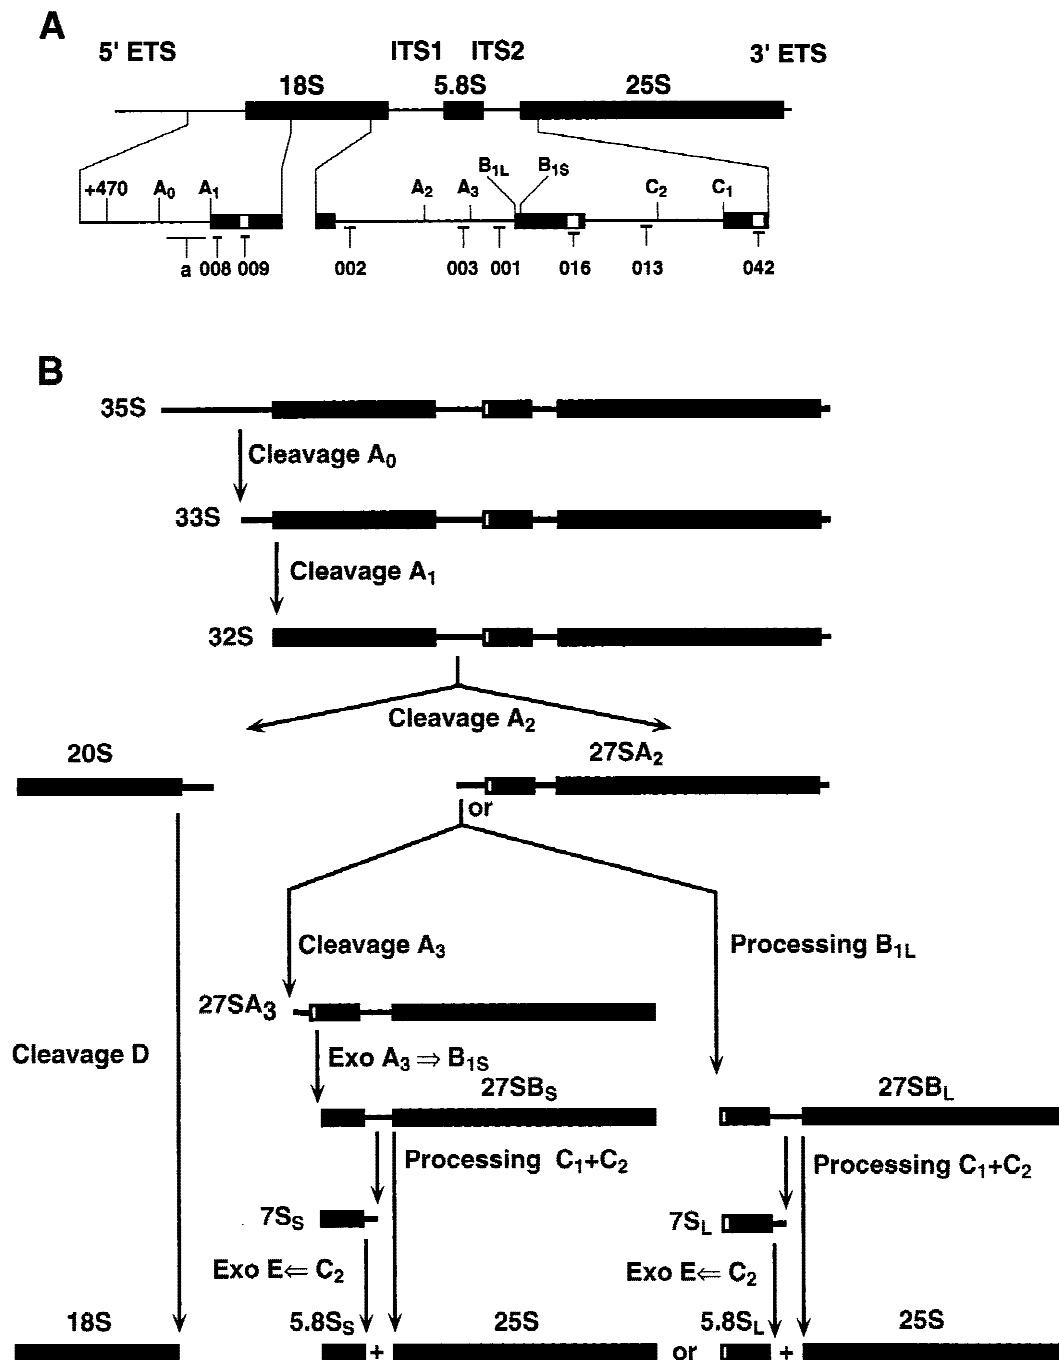 A
5' ETS ITS1 ITS2 3' ETS
18S 5.8S 25S
B1L B1S
+470 A0 A1 A2 A3 C2 C1
a 008 009 002 003 001 016 013 042
B
35S
Cleavage A0
33S
Cleavage A1
32S
Cleavage A2
20S 27SA2
or
Cleavage A3 Processing B1L
27SA3
Cleavage D Exo A3 ⇒ B1S
27SBS 27SBL
Processing C1+C2 Processing C1+C2
7SS 7SL
Exo E⇐ C2 Exo E⇐ C2
18S 5.8SS 25S 5.8SL 25S
+ or +